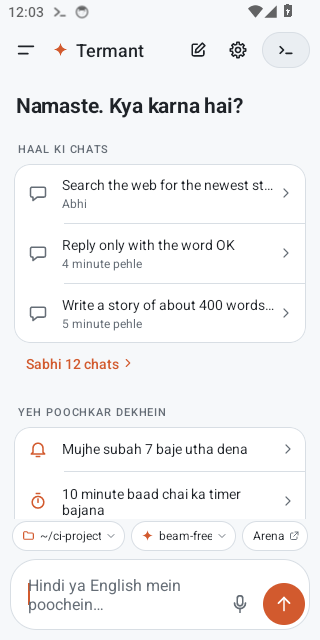 12:03
Termant
Namaste. Kya karna hai?
HAAL KI CHATS
Search the web for the newest st...
Abhi
Reply only with the word OK
4 minute pehle
Write a story of about 400 words...
5 minute pehle
Sabhi 12 chats
YEH POOCHKAR DEKHEIN
Mujhe subah 7 baje utha dena
10 minute baad chai ka timer
bajana
~/ci-project
beam-free
Arena
Hindi ya English mein
poochein...